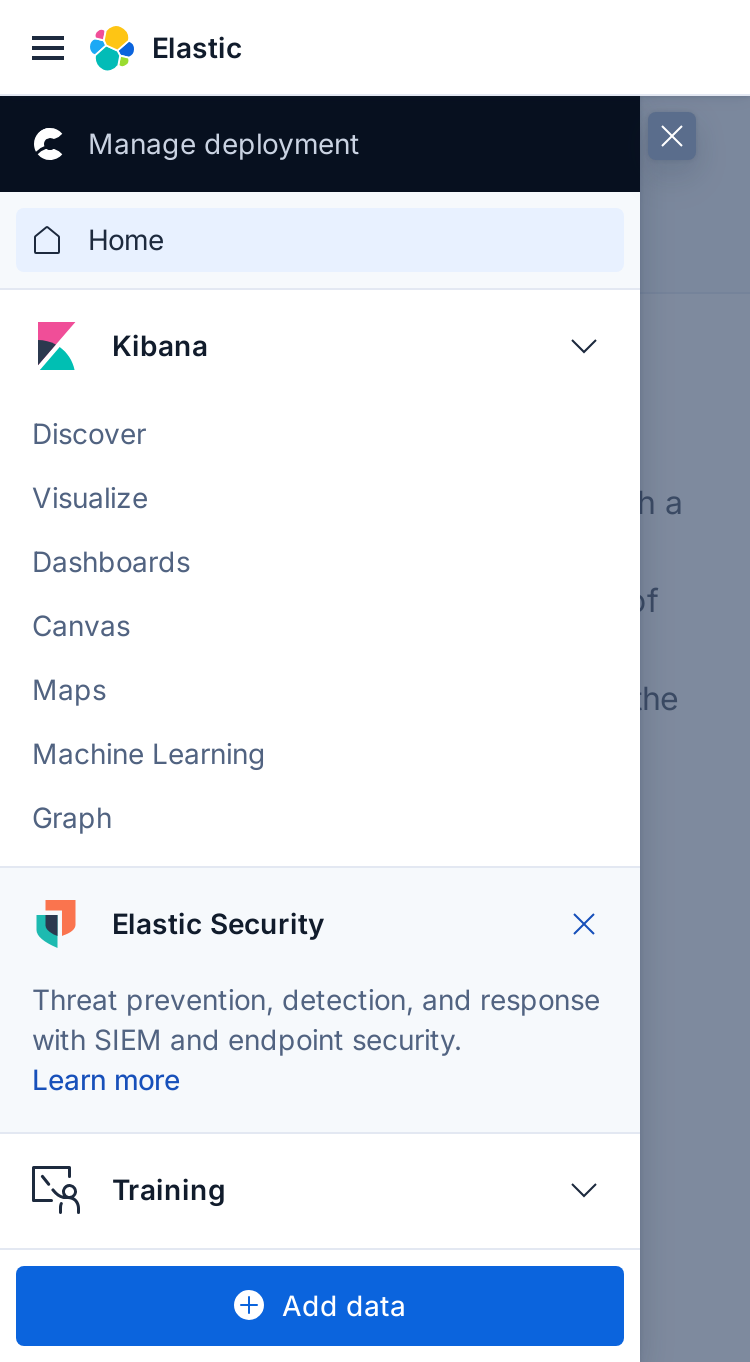 Elastic
Manage deployment
Home
Kibana
Discover
Visualize
Dashboards
Canvas
Maps
Machine Learning
Graph
h a
of
the
Elastic Security
Threat prevention, detection, and response
with SIEM and endpoint security.
Learn more
Training
Add data